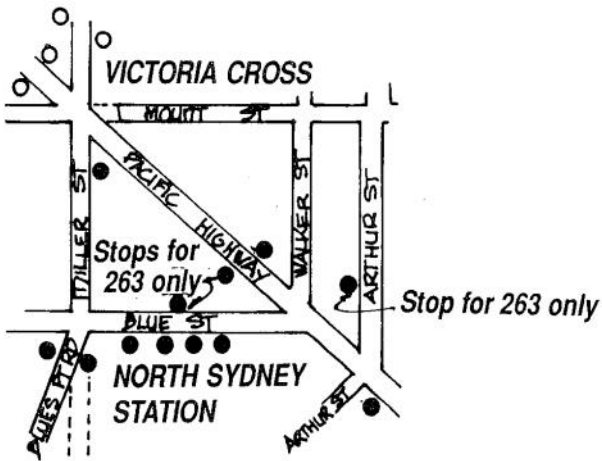 VICTORIA CROSS
MOUNT ST
PACIFIC HIGHWAY
MILLER ST
WALKER ST
ARTHUR ST
Stops for
263 only
Stop for 263 only
BLUE ST
NORTH SYDNEY
STATION
BLUES PT RD
ARTHUR ST